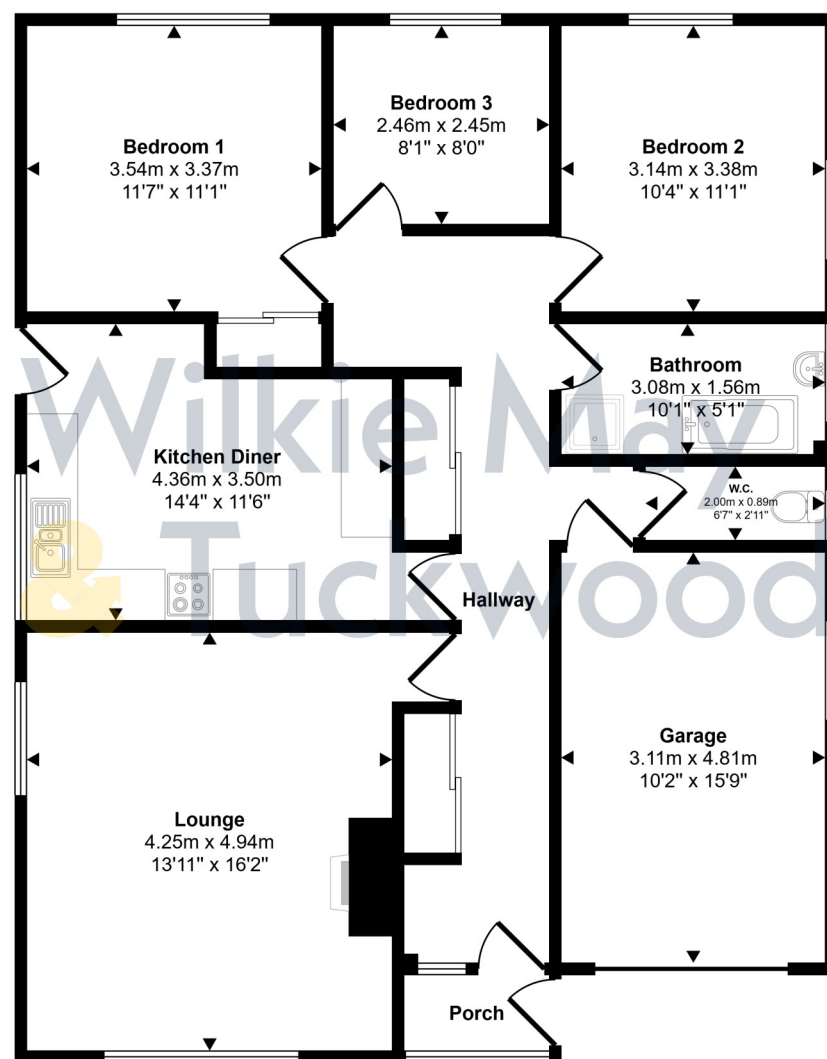 Bedroom 1
3.54m x 3.37m
11'7" x 11'1"
Bedroom 3
2.46m x 2.45m
8'1" x 8'0"
Bedroom 2
3.14m x 3.38m
10'4" x 11'1"
Bathroom
3.08m x 1.56m
10'1" x 5'1"
Wilkie May
& Tuckwood
Kitchen Diner
4.36m x 3.50m
14'4" x 11'6"
W.C.
2.00m x 0.89m
6'7" x 2'11"
Hallway
Garage
3.11m x 4.81m
10'2" x 15'9"
Lounge
4.25m x 4.94m
13'11" x 16'2"
Porch